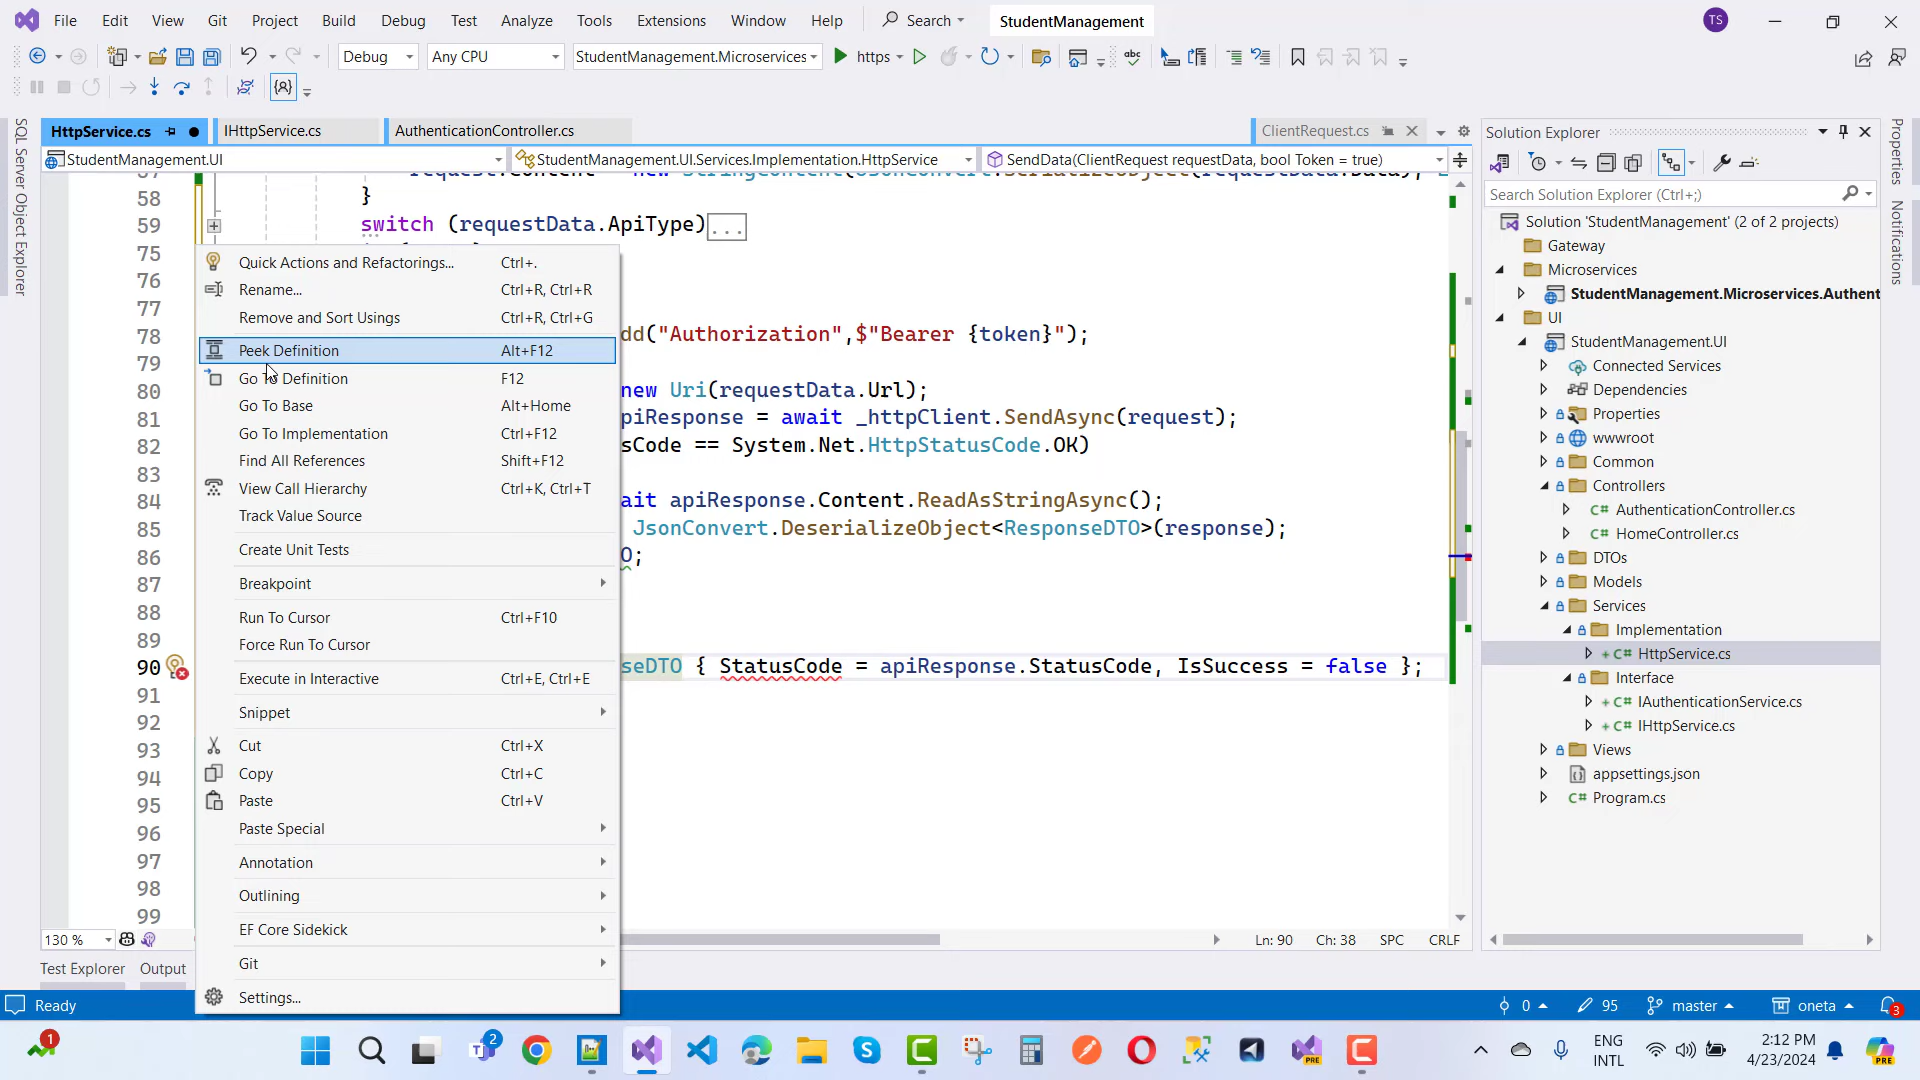 File Edit View Git Project Build Debug Test Analyze Tools Extensions Window Help Search StudentManagement TS
Debug Any CPU StudentManagement.Microservices https
HttpService.cs IHttpService.cs AuthenticationController.cs ClientRequest.cs
StudentManagement.UI StudentManagement.UI.Services.Implementation.HttpService SendData(ClientRequest requestData, bool Token = true)
58 }
59 switch (requestData.ApiType)...
75
76
77
78 dd("Authorization",$"Bearer {token}");
79
80 new Uri(requestData.Url);
81 piResponse = await _httpClient.SendAsync(request);
82 sCode == System.Net.HttpStatusCode.OK)
83
84 ait apiResponse.Content.ReadAsStringAsync();
85 JsonConvert.DeserializeObject<ResponseDTO>(response);
86 O;
87
88
89
90 seDTO { StatusCode = apiResponse.StatusCode, IsSuccess = false };
91
92
93
94
95
96
97
98
99
Quick Actions and Refactorings... Ctrl+.
Rename... Ctrl+R, Ctrl+R
Remove and Sort Usings Ctrl+R, Ctrl+G
Peek Definition Alt+F12
Go To Definition F12
Go To Base Alt+Home
Go To Implementation Ctrl+F12
Find All References Shift+F12
View Call Hierarchy Ctrl+K, Ctrl+T
Track Value Source
Create Unit Tests
Breakpoint
Run To Cursor Ctrl+F10
Force Run To Cursor
Execute in Interactive Ctrl+E, Ctrl+E
Snippet
Cut Ctrl+X
Copy Ctrl+C
Paste Ctrl+V
Paste Special
Annotation
Outlining
EF Core Sidekick
Git
Settings...
SQL Server Object Explorer
Solution Explorer
Search Solution Explorer (Ctrl+;)
Solution 'StudentManagement' (2 of 2 projects)
Gateway
Microservices
StudentManagement.Microservices.Authent
UI
StudentManagement.UI
Connected Services
Dependencies
Properties
wwwroot
Common
Controllers
C# AuthenticationController.cs
C# HomeController.cs
DTOs
Models
Services
Implementation
+ C# HttpService.cs
Interface
+ C# IAuthenticationService.cs
+ C# IHttpService.cs
Views
appsettings.json
C# Program.cs
Properties
Notifications
130 % Ln: 90 Ch: 38 SPC CRLF
Test Explorer Output
Ready 0 95 master oneta 3
1 2 PRE ENG INTL 2:12 PM 4/23/2024 PRE